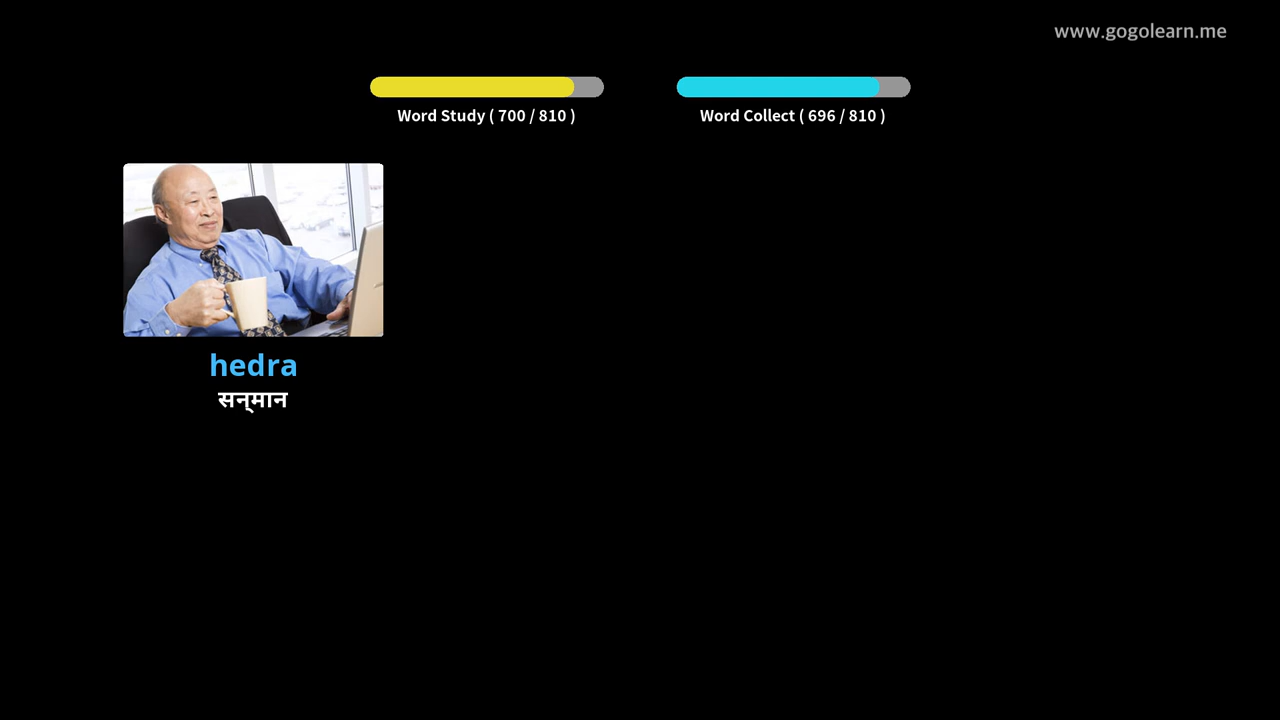 www.gogolearn.me
Word Study ( 700 / 810 )
Word Collect ( 696 / 810 )
hedra
सन्‌मान